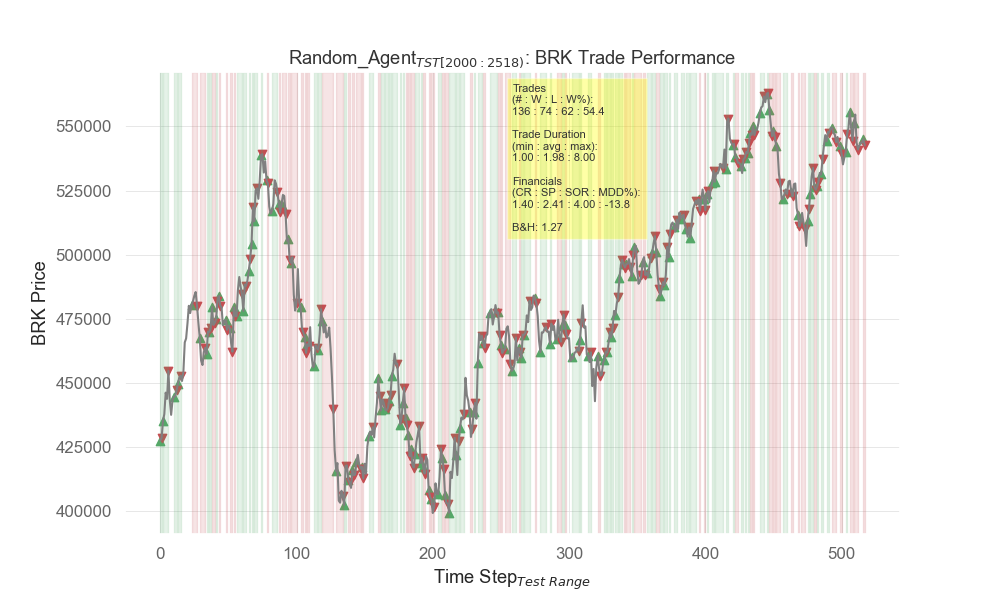 Random_Agent TST[2000 : 2518) : BRK Trade Performance
Trades
(# : W : L : W%):
136 : 74 : 62 : 54.4
Trade Duration
(min : avg : max):
1.00 : 1.98 : 8.00
Financials
(CR : SP : SOR : MDD%):
1.40 : 2.41 : 4.00 : -13.8
B&H: 1.27
BRK Price
550000
525000
500000
475000
450000
425000
400000
0 100 200 300 400 500
Time Step Test Range